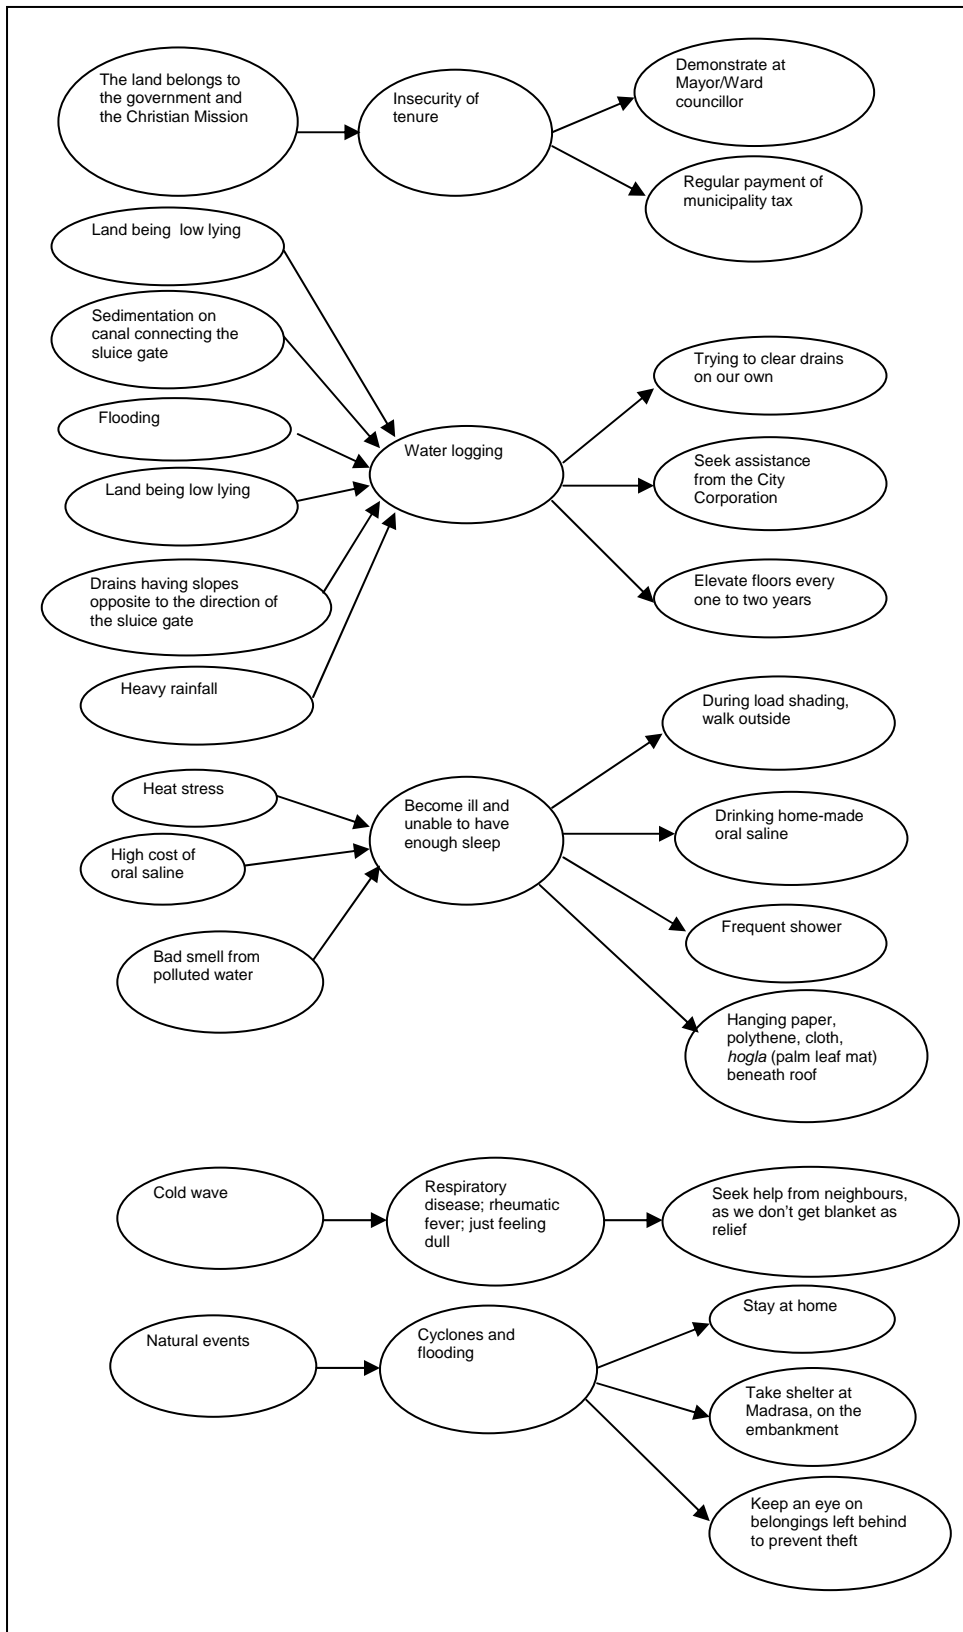 The land belongs to
the government and
the Christian Mission
Insecurity of
tenure
Demonstrate at
Mayor/Ward
councillor
Regular payment of
municipality tax
Land being low lying
Sedimentation on
canal connecting the
sluice gate
Flooding
Land being low lying
Drains having slopes
opposite to the direction of
the sluice gate
Heavy rainfall
Water logging
Trying to clear drains
on our own
Seek assistance
from the City
Corporation
Elevate floors every
one to two years
Heat stress
High cost of
oral saline
Bad smell from
polluted water
Become ill and
unable to have
enough sleep
During load shading,
walk outside
Drinking home-made
oral saline
Frequent shower
Hanging paper,
polythene, cloth,
hogla (palm leaf mat)
beneath roof
Cold wave
Respiratory
disease; rheumatic
fever; just feeling
dull
Seek help from neighbours,
as we don't get blanket as
relief
Natural events
Cyclones and
flooding
Stay at home
Take shelter at
Madrasa, on the
embankment
Keep an eye on
belongings left behind
to prevent theft